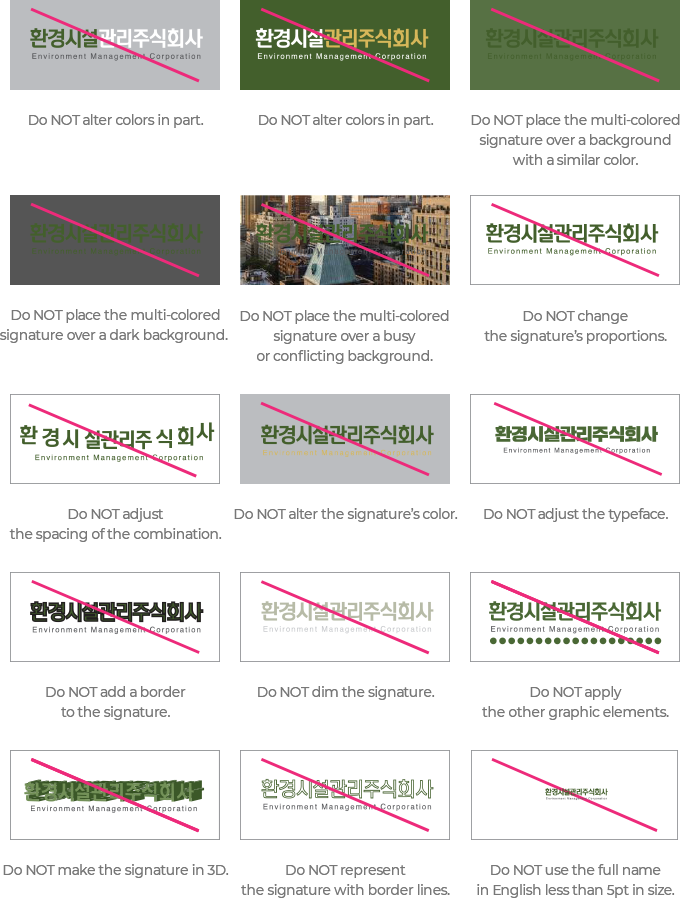 환경시설관리주식회사
Environment Management Corporation
Do NOT alter colors in part.
환경시설관리주식회사
Environment Management Corporation
Do NOT alter colors in part.
환경시설관리주식회사
Environment Management Corporation
Do NOT place the multi-colored
signature over a background
with a similar color.
환경시설관리주식회사
Environment Management Corporation
Do NOT place the multi-colored
signature over a dark background.
환경시설관리주식회사
Do NOT place the multi-colored
signature over a busy
or conflicting background.
환경시설관리주식회사
Environment Management Corporation
Do NOT change
the signature's proportions.
환경시설관리주식회사
Environment Management Corporation
Do NOT adjust
the spacing of the combination.
환경시설관리주식회사
Environment Management Corporation
Do NOT alter the signature's color.
환경시설관리주식회사
Environment Management Corporation
Do NOT adjust the typeface.
환경시설관리주식회사
Environment Management Corporation
Do NOT add a border
to the signature.
환경시설관리주식회사
Environment Management Corporation
Do NOT dim the signature.
환경시설관리주식회사
Environment Management Corporation
Do NOT apply
the other graphic elements.
환경시설관리주식회사
Environment Management Corporation
Do NOT make the signature in 3D.
환경시설관리주식회사
Environment Management Corporation
Do NOT represent
the signature with border lines.
환경시설관리주식회사
Environment Management Corporation
Do NOT use the full name
in English less than 5pt in size.